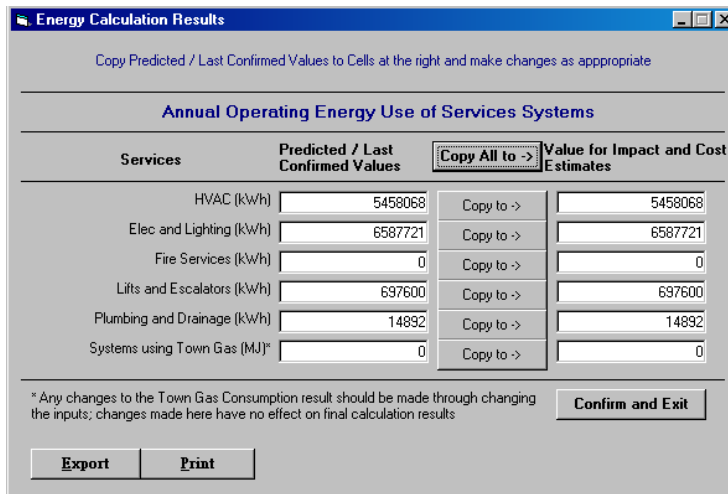 Energy Calculation Results
Copy Predicted / Last Confirmed Values to Cells at the right and make changes as apppropriate
Annual Operating Energy Use of Services Systems
Services
Predicted / Last
Confirmed Values
Copy All to ->
Value for Impact and Cost
Estimates
HVAC (kWh) 5458068 Copy to -> 5458068
Elec and Lighting (kWh) 6587721 Copy to -> 6587721
Fire Services (kWh) 0 Copy to -> 0
Lifts and Escalators (kWh) 697600 Copy to -> 697600
Plumbing and Drainage (kWh) 14892 Copy to -> 14892
Systems using Town Gas (MJ)* 0 Copy to -> 0
* Any changes to the Town Gas Consumption result should be made through changing
the inputs; changes made here have no effect on final calculation results
Confirm and Exit
Export Print